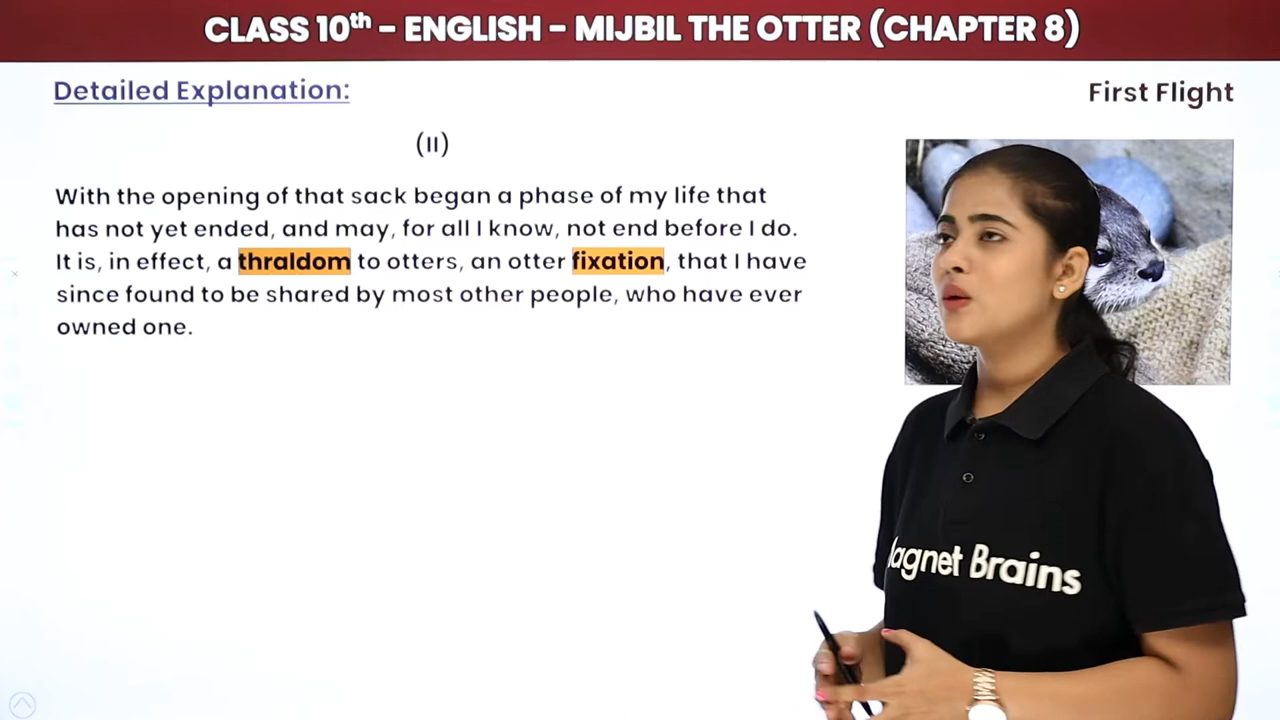 CLASS 10th - ENGLISH - MIJBIL THE OTTER (CHAPTER 8)
Detailed Explanation:
First Flight
(II)
With the opening of that sack began a phase of my life that
has not yet ended, and may, for all I know, not end before I do.
It is, in effect, a thraldom to otters, an otter fixation, that I have
since found to be shared by most other people, who have ever
owned one.
Magnet Brains